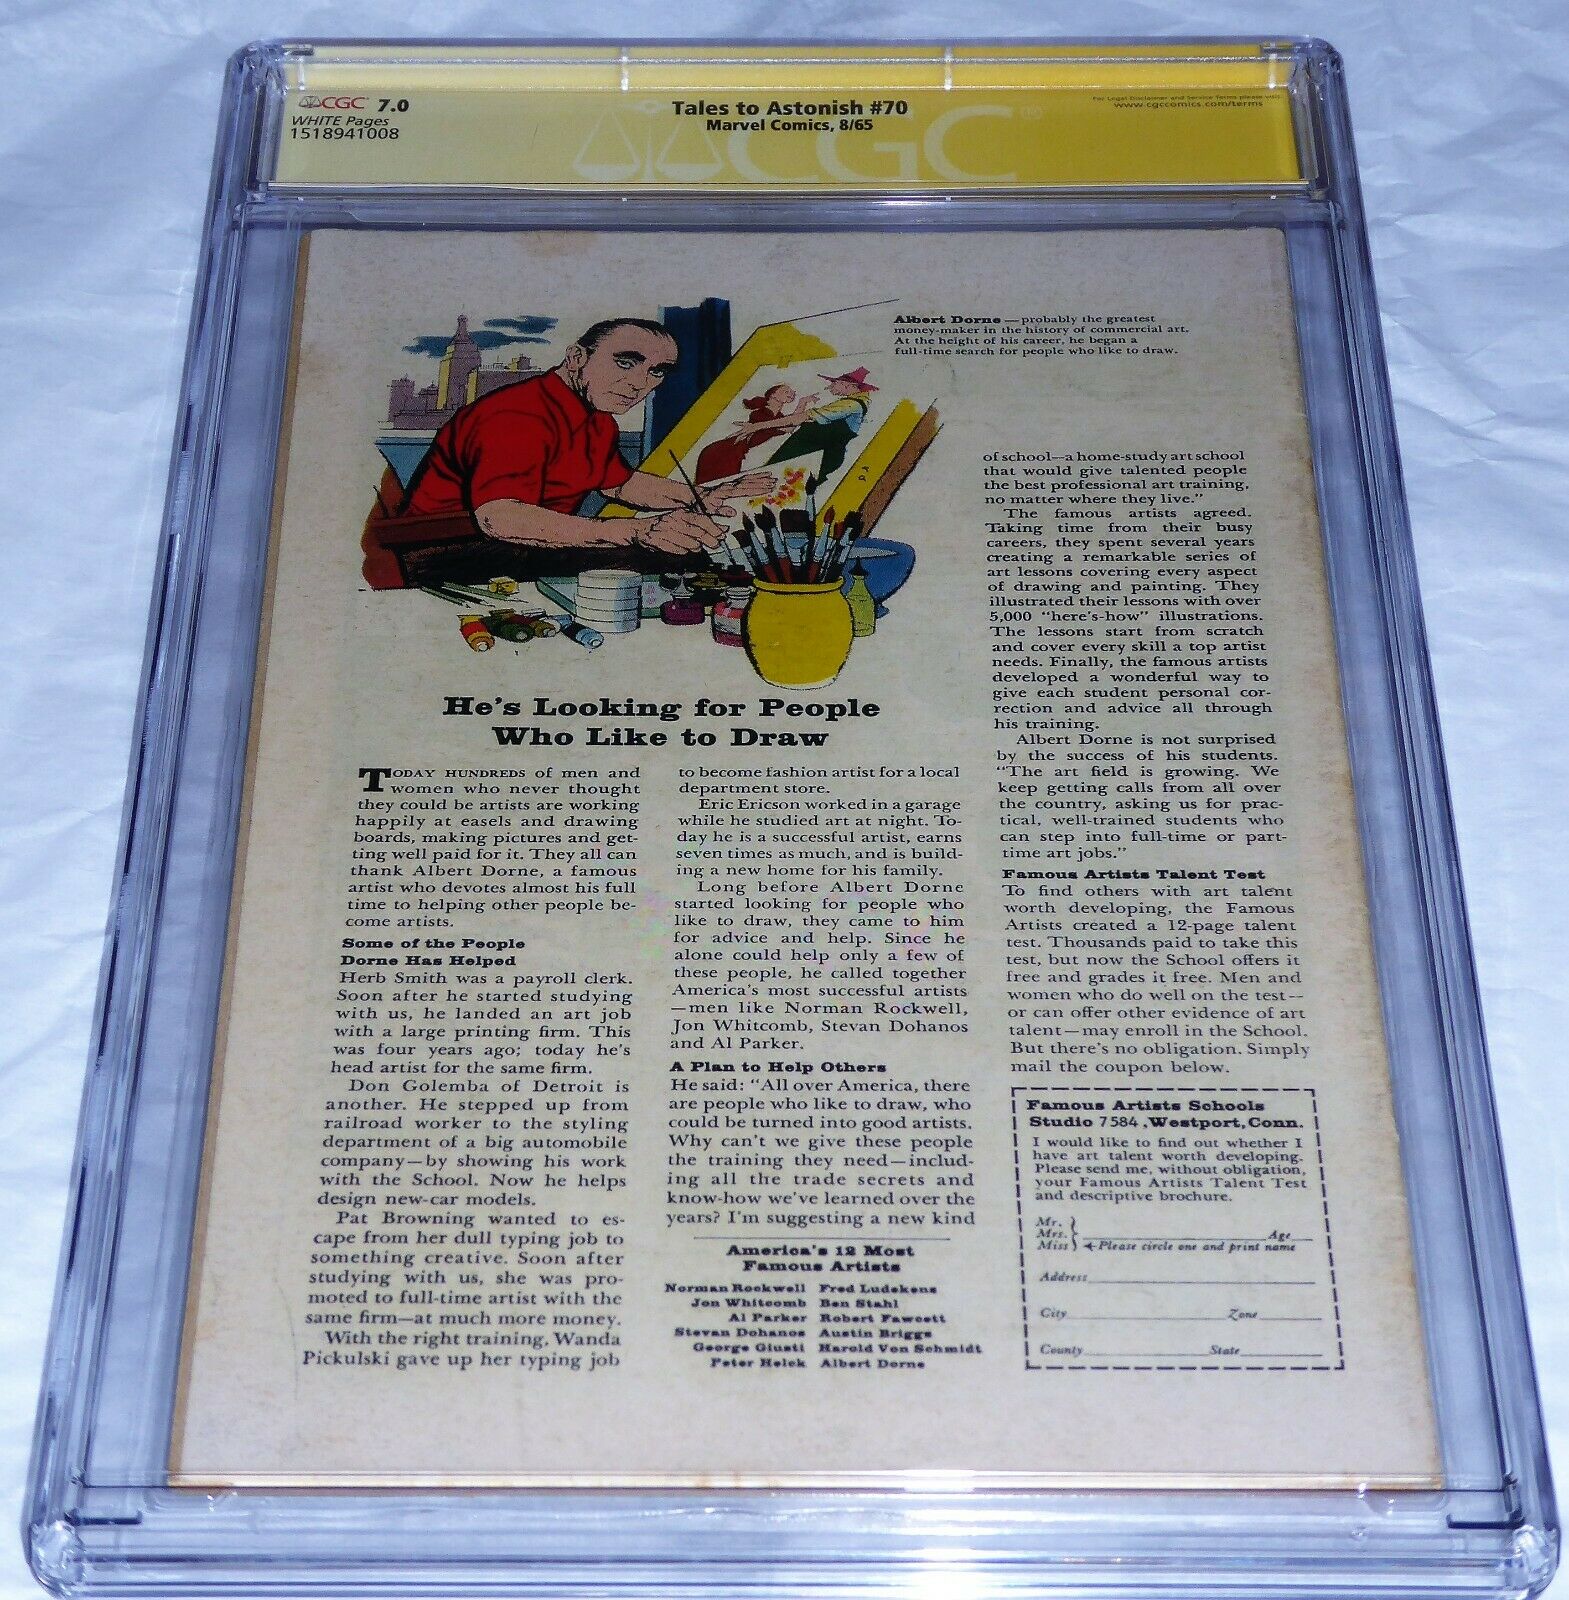 CGC 7.0
WHITE Pages
1518941008
Tales to Astonish #70
Marvel Comics, 8/65
For Legal Disclaimer and Service Terms please visit
www.cgccomics.com/terms
CGC
Albert Dorne — probably the greatest
money-maker in the history of commercial art.
At the height of his career, he began a
full-time search for people who like to draw.
He's Looking for People
Who Like to Draw
TODAY HUNDREDS of men and
women who never thought
they could be artists are working
happily at easels and drawing
boards, making pictures and get-
ting well paid for it. They all can
thank Albert Dorne, a famous
artist who devotes almost his full
time to helping other people be-
come artists.
Some of the People
Dorne Has Helped
Herb Smith was a payroll clerk.
Soon after he started studying
with us, he landed an art job
with a large printing firm. This
was four years ago; today he's
head artist for the same firm.
Don Golemba of Detroit is
another. He stepped up from
railroad worker to the styling
department of a big automobile
company—by showing his work
with the School. Now he helps
design new-car models.
Pat Browning wanted to es-
cape from her dull typing job to
something creative. Soon after
studying with us, she was pro-
moted to full-time artist with the
same firm—at much more money.
With the right training, Wanda
Pickulski gave up her typing job
to become fashion artist for a local
department store.
Eric Ericson worked in a garage
while he studied art at night. To-
day he is a successful artist, earns
seven times as much, and is build-
ing a new home for his family.
Long before Albert Dorne
started looking for people who
like to draw, they came to him
for advice and help. Since he
alone could help only a few of
these people, he called together
America's most successful artists
—men like Norman Rockwell,
Jon Whitcomb, Stevan Dohanos
and Al Parker.
A Plan to Help Others
He said: "All over America, there
are people who like to draw, who
could be turned into good artists.
Why can't we give these people
the training they need—includ-
ing all the trade secrets and
know-how we've learned over the
years? I'm suggesting a new kind
America's 12 Most
Famous Artists
Norman Rockwell Fred Ludekens
Jon Whitcomb Ben Stahl
Al Parker Robert Fawcett
Stevan Dohanos Austin Briggs
George Giusti Harold Von Schmidt
Peter Helck Albert Dorne
of school—a home-study art school
that would give talented people
the best professional art training,
no matter where they live."
The famous artists agreed.
Taking time from their busy
careers, they spent several years
creating a remarkable series of
art lessons covering every aspect
of drawing and painting. They
illustrated their lessons with over
5,000 "here's-how" illustrations.
The lessons start from scratch
and cover every skill a top artist
needs. Finally, the famous artists
developed a wonderful way to
give each student personal cor-
rection and advice all through
his training.
Albert Dorne is not surprised
by the success of his students.
"The art field is growing. We
keep getting calls from all over
the country, asking us for prac-
tical, well-trained students who
can step into full-time or part-
time art jobs."
Famous Artists Talent Test
To find others with art talent
worth developing, the Famous
Artists created a 12-page talent
test. Thousands paid to take this
test, but now the School offers it
free and grades it free. Men and
women who do well on the test—
or can offer other evidence of art
talent—may enroll in the School.
But there's no obligation. Simply
mail the coupon below.
Famous Artists Schools
Studio 7584, Westport, Conn.
I would like to find out whether I
have art talent worth developing.
Please send me, without obligation,
your Famous Artists Talent Test
and descriptive brochure.
Mr.
Mrs. Age
Miss Please circle one and print name
Address
City Zone
County State